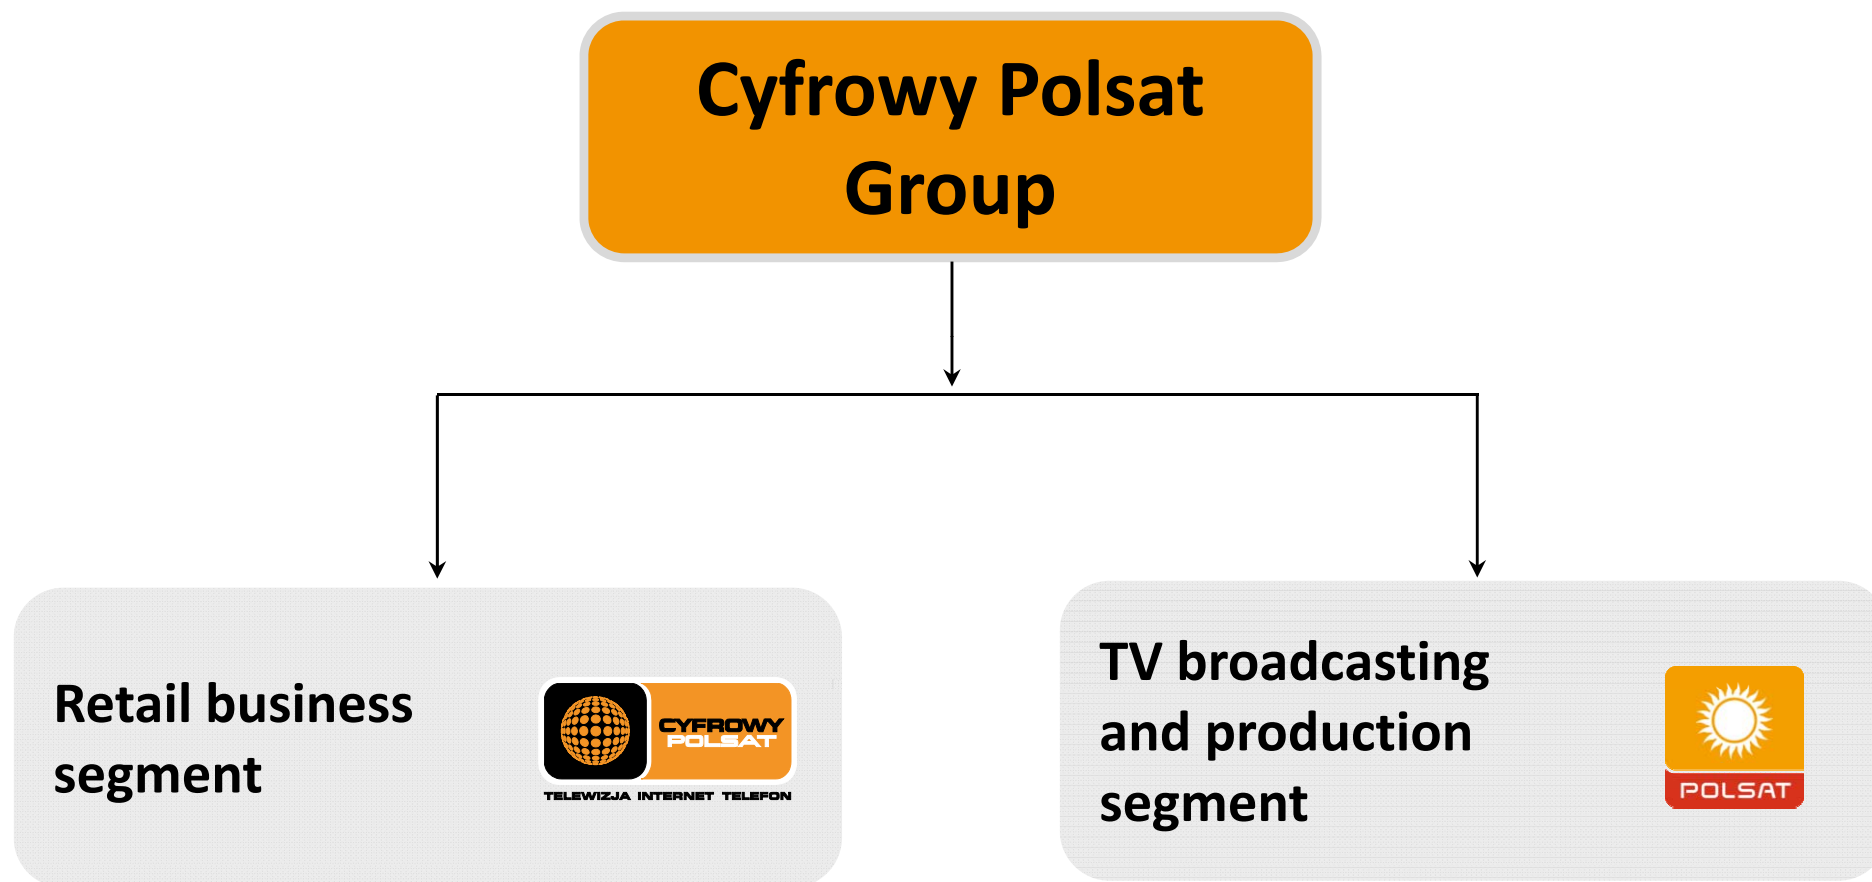 Cyfrowy Polsat
Group
Retail business
segment
CYFROWY
POLSAT
TELEWIZJA INTERNET TELEFON
TV broadcasting
and production
segment
POLSAT